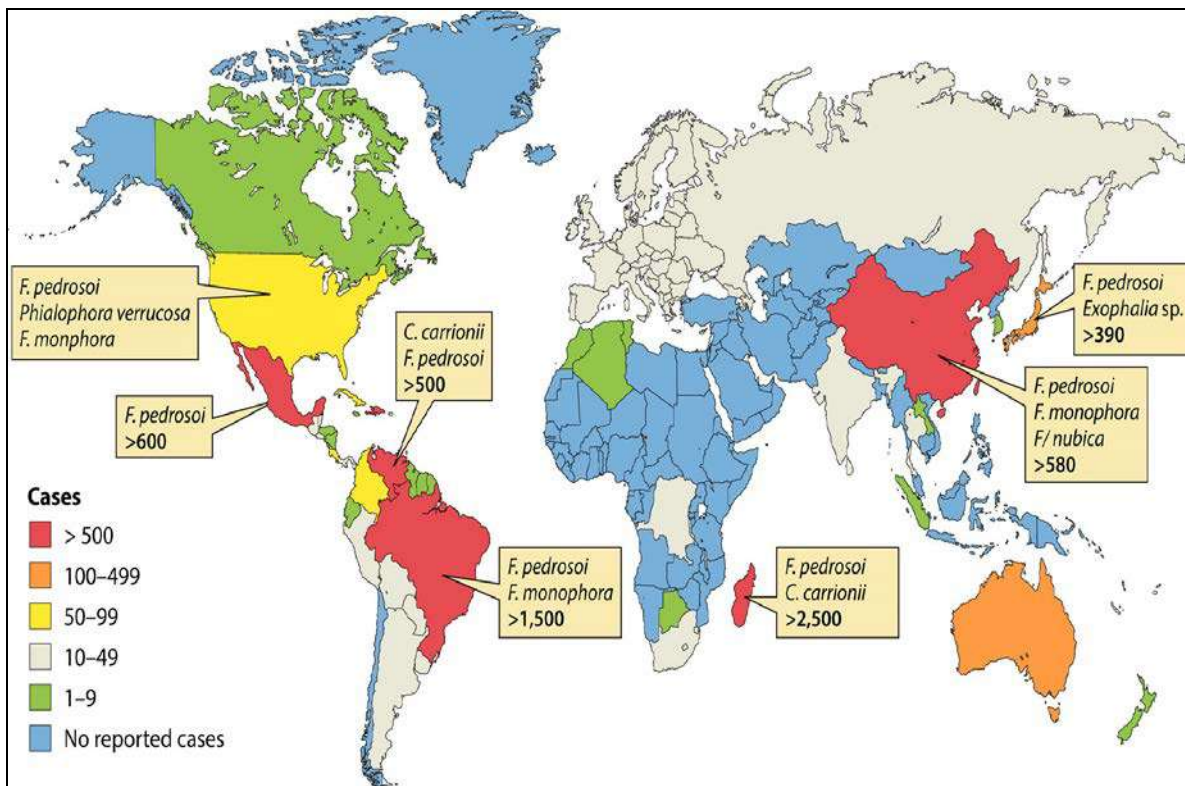 F. pedrosoi
Phialophora verrucosa
F. monphora
C. carrionii
F. pedrosoi
>500
F. pedrosoi
Exophalia sp.
>390
F. pedrosoi
>600
F. pedrosoi
F. monophora
F/ nubica
>580
Cases
> 500
100–499
50–99
10–49
1–9
No reported cases
F. pedrosoi
F. monophora
>1,500
F. pedrosoi
C. carrionii
>2,500